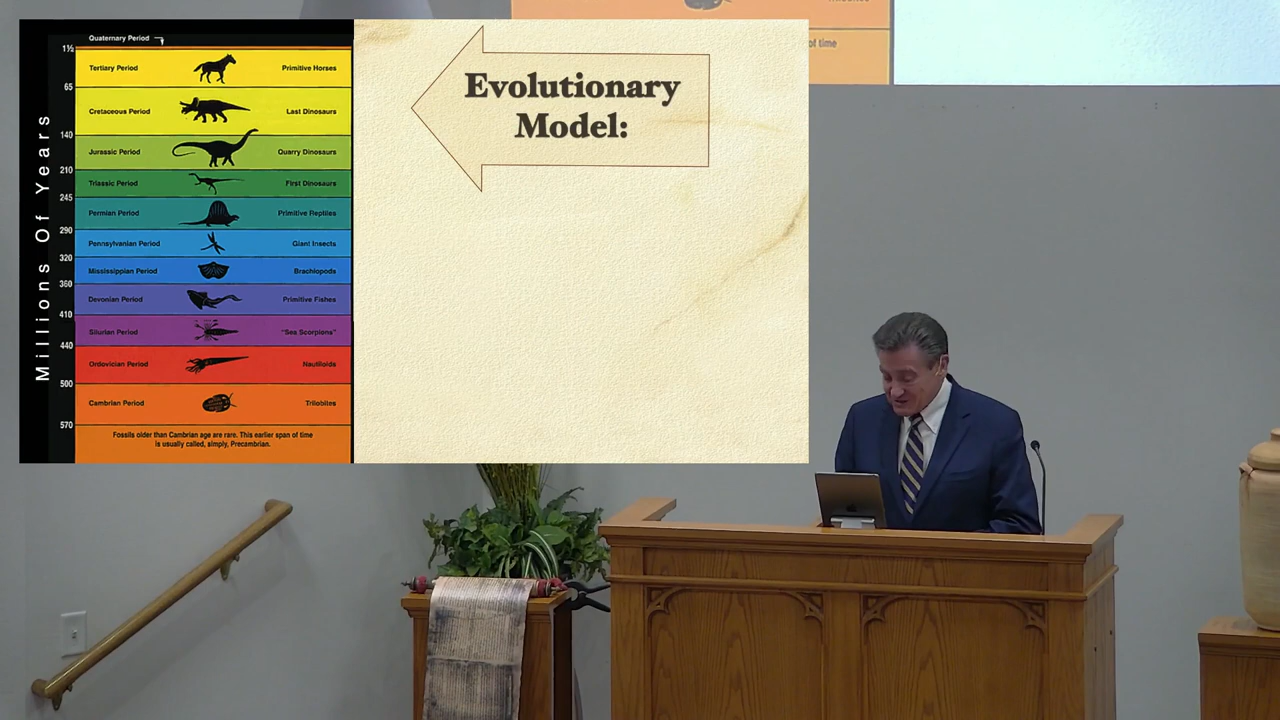 Quaternary Period
1½
Tertiary Period Primitive Horses
65
Cretaceous Period Last Dinosaurs
140
Jurassic Period Quarry Dinosaurs
210
Triassic Period First Dinosaurs
245
Permian Period Primitive Reptiles
290
Pennsylvanian Period Giant Insects
320
Mississippian Period Brachiopods
360
Devonian Period Primitive Fishes
410
Silurian Period "Sea Scorpions"
440
Ordovician Period Nautiloids
500
Cambrian Period Trilobites
570
Fossils older than Cambrian age are rare. This earlier span of time
is usually called, simply, Precambrian.
Millions Of Years
Evolutionary
Model:
of time